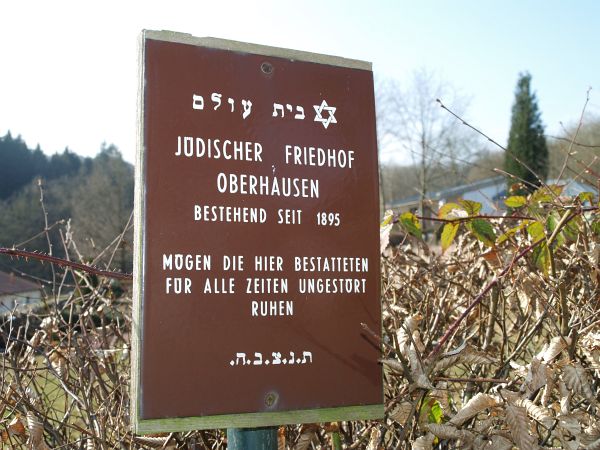 בית עולם
JÜDISCHER FRIEDHOF
OBERHAUSEN
BESTEHEND SEIT 1895
MÖGEN DIE HIER BESTATTETEN
FÜR ALLE ZEITEN UNGESTÖRT
RUHEN
ת.נ.צ.ב.ה.